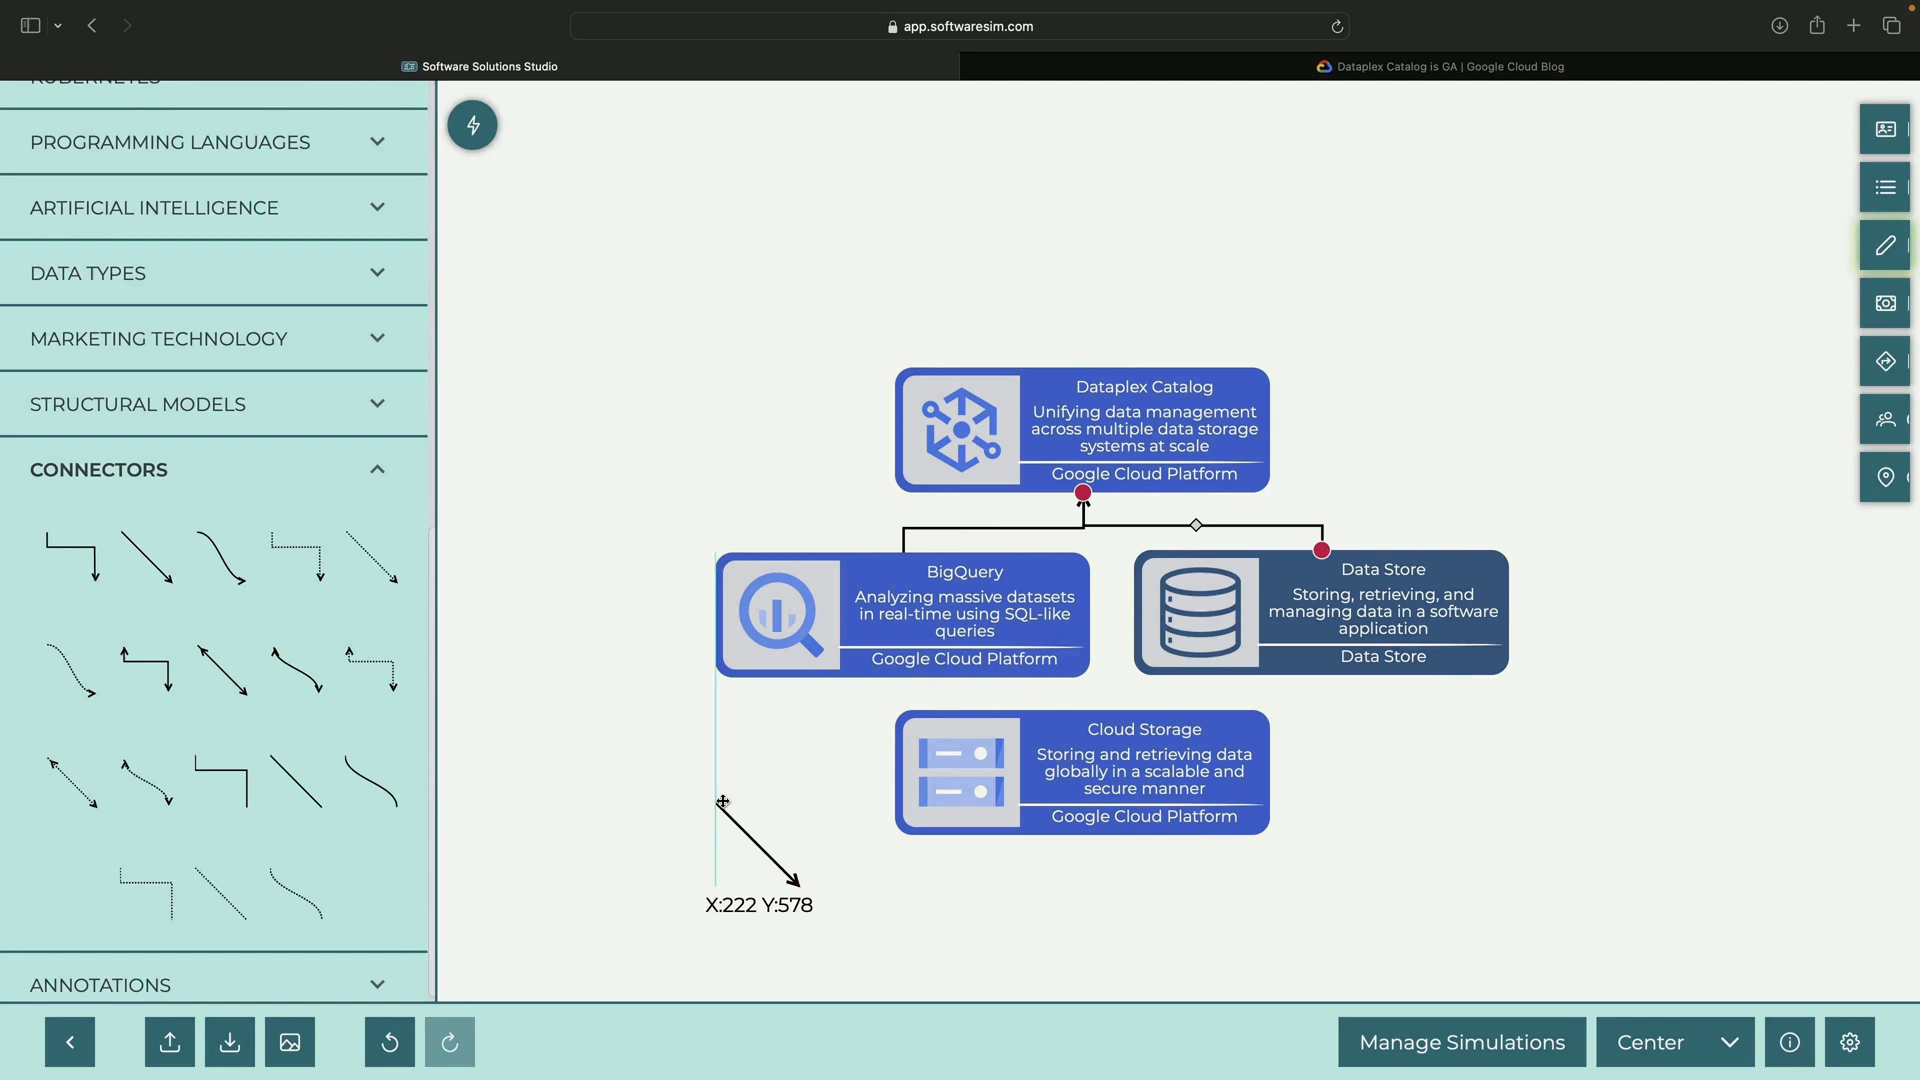 app.softwaresim.com
Software Solutions Studio
Dataplex Catalog is GA | Google Cloud Blog
KUBERNETES
PROGRAMMING LANGUAGES
ARTIFICIAL INTELLIGENCE
DATA TYPES
MARKETING TECHNOLOGY
STRUCTURAL MODELS
CONNECTORS
ANNOTATIONS
Dataplex Catalog
Unifying data management
across multiple data storage
systems at scale
Google Cloud Platform
BigQuery
Analyzing massive datasets
in real-time using SQL-like
queries
Google Cloud Platform
Data Store
Storing, retrieving, and
managing data in a software
application
Data Store
Cloud Storage
Storing and retrieving data
globally in a scalable and
secure manner
Google Cloud Platform
X:222 Y:578
Manage Simulations
Center